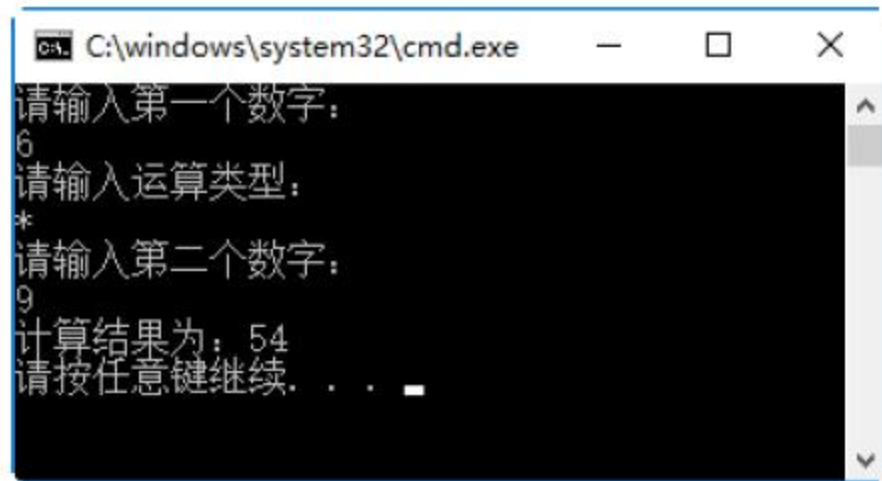 C:\windows\system32\cmd.exe
请输入第一个数字：
6
请输入运算类型：
*
请输入第二个数字：
9
计算结果为：54
请按任意键继续. . .